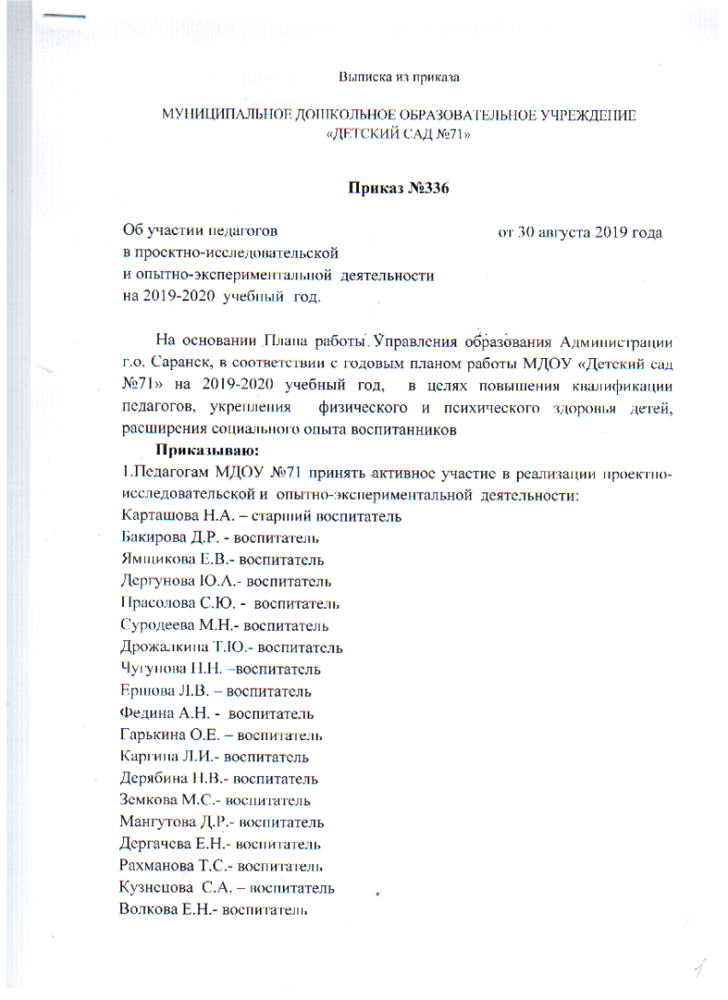 Выписка из приказа
МУНИЦИПАЛЬНОЕ ДОШКОЛЬНОЕ ОБРАЗОВАТЕЛЬНОЕ УЧРЕЖДЕНИЕ
«ДЕТСКИЙ САД №71»
Приказ №336
Об участии педагогов от 30 августа 2019 года
в проектно-исследовательской
и опытно-экспериментальной деятельности
на 2019-2020 учебный год.
На основании Плана работы Управления образования Администрации
г.о. Саранск, в соответствии с годовым планом работы МДОУ «Детский сад
№71» на 2019-2020 учебный год, в целях повышения квалификации
педагогов, укрепления физического и психического здоровья детей,
расширения социального опыта воспитанников
Приказываю:
1.Педагогам МДОУ №71 принять активное участие в реализации проектно-
исследовательской и опытно-экспериментальной деятельности:
Карташова Н.А. – старший воспитатель
Бакирова Д.Р. - воспитатель
Ямщикова Е.В.- воспитатель
Дергунова Ю.А.- воспитатель
Прасолова С.Ю. - воспитатель
Суродеева М.Н.- воспитатель
Дрожалкина Т.Ю.- воспитатель
Чугунова Н.Н. –воспитатель
Ершова Л.В. – воспитатель
Федина А.Н. - воспитатель
Гарькина О.Е. – воспитатель
Каргина Л.И.- воспитатель
Дерябина Н.В.- воспитатель
Земкова М.С.- воспитатель
Мангутова Д.Р.- воспитатель
Дергачева Е.Н.- воспитатель
Рахманова Т.С.- воспитатель
Кузнецова С.А. – воспитатель
Волкова Е.Н.- воспитатель
1